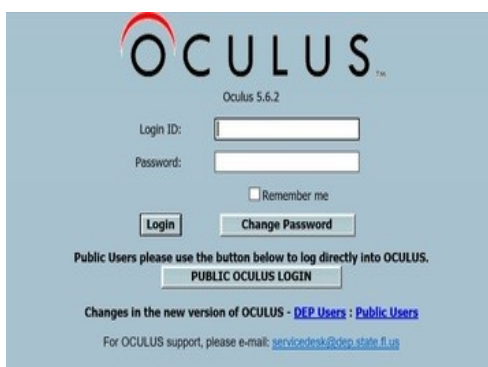 OCULUS™
Oculus 5.6.2
Login ID:
Password:
Remember me
Login Change Password
Public Users please use the button below to log directly into OCULUS.
PUBLIC OCULUS LOGIN
Changes in the new version of OCULUS - DEP Users : Public Users
For OCULUS support, please e-mail: servicedesk@dep.state.fl.us